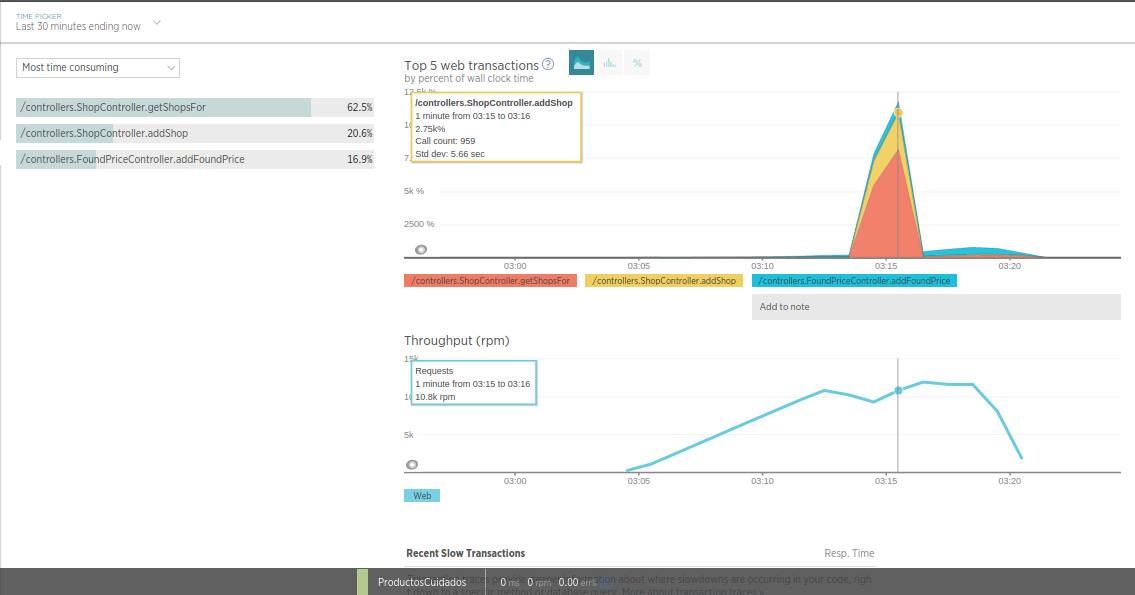 TIME PICKER
Last 30 minutes ending now
Most time consuming
/controllers.ShopController.getShopsFor 62.5%
/controllers.ShopController.addShop 20.6%
/controllers.FoundPriceController.addFoundPrice 16.9%
Top 5 web transactions ?
by percent of wall clock time
%
/controllers.ShopController.addShop
1 minute from 03:15 to 03:16
2.75k%
Call count: 959
Std dev: 5.66 sec
5k %
2500 %
03:00 03:05 03:10 03:15 03:20
/controllers.ShopController.getShopsFor /controllers.ShopController.addShop /controllers.FoundPriceController.addFoundPrice
Add to note
Throughput (rpm)
15k
Requests
1 minute from 03:15 to 03:16
10.8k rpm
5k
03:00 03:05 03:10 03:15 03:20
Web
Recent Slow Transactions Resp. Time
ProductosCuidados 0 ms 0 rpm 0.00 err%
about where slowdowns are occurring in your code, righ
t down to a specific method or database query. More about transaction traces »